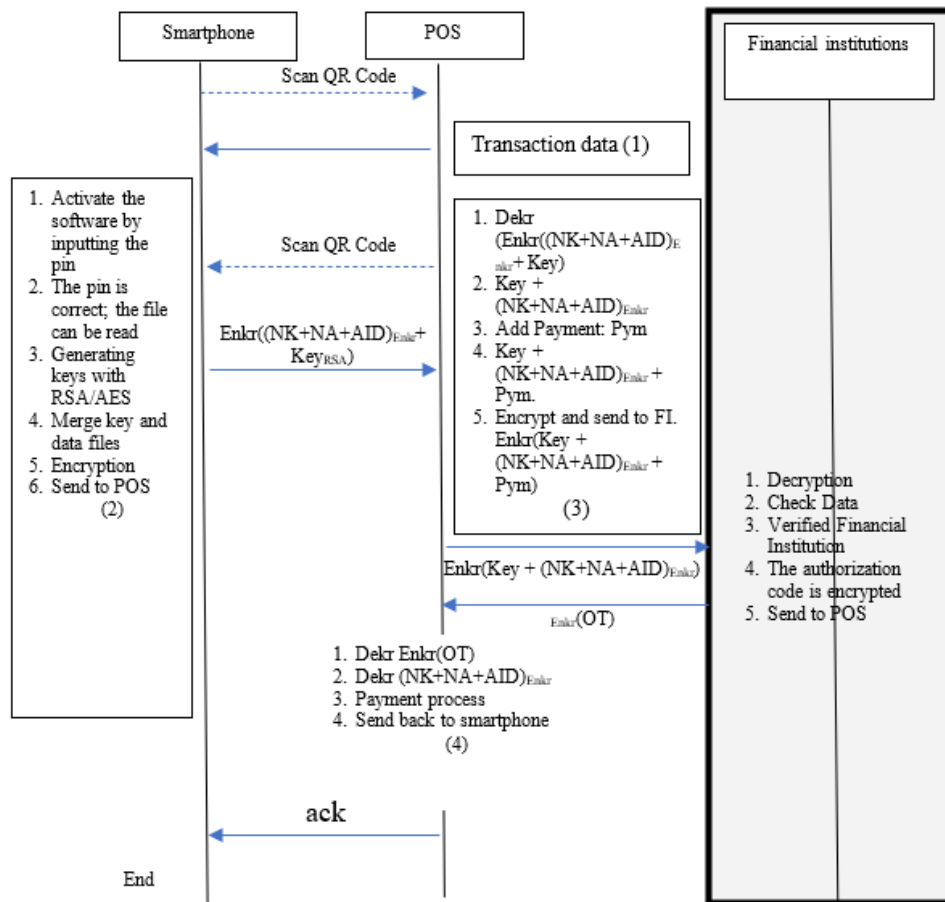 Smartphone
POS
Financial institutions
Scan QR Code
Transaction data (1)
1. Activate the
software by
inputting the
pin
2. The pin is
correct; the file
can be read
3. Generating
keys with
RSA/AES
4. Merge key and
data files
5. Encryption
6. Send to POS
(2)
Scan QR Code
Enkr((NK+NA+AID)Enkr+
KeyRSA)
1. Dekr
(Enkr((NK+NA+AID)E
nkr+ Key)
2. Key +
(NK+NA+AID)Enkr
3. Add Payment: Pym
4. Key +
(NK+NA+AID)Enkr +
Pym.
5. Encrypt and send to FI.
Enkr(Key +
(NK+NA+AID)Enkr +
Pym)
(3)
1. Decryption
2. Check Data
3. Verified Financial
Institution
4. The authorization
code is encrypted
5. Send to POS
Enkr(Key + (NK+NA+AID)Enkr)
Enkr(OT)
1. Dekr Enkr(OT)
2. Dekr (NK+NA+AID)Enkr
3. Payment process
4. Send back to smartphone
(4)
ack
End